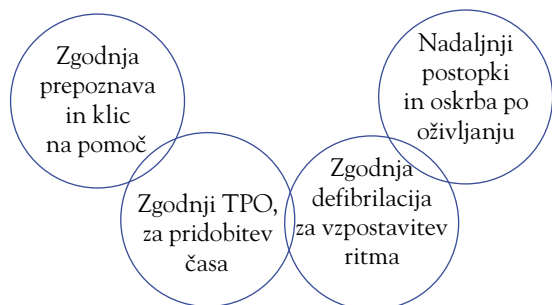 Zgodnja
prepoznava
in klic
na pomoč
Zgodnji TPO,
za pridobitev
časa
Zgodnja
defibrilacija
za vzpostavitev
ritma
Nadaljnji
postopki
in oskrba po
oživljanju